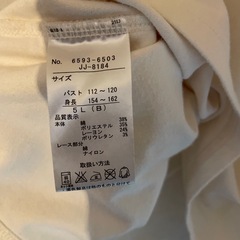 No. 6593-6503
JJ-8184
サイズ
バスト 112〜120
身長 154〜162
5L（日）
品質表示
本体 綿 38%
ポリエステル 35%
レーヨン 24%
ポリウレタン 3%
レース部分
綿
ナイロン
取扱い方法